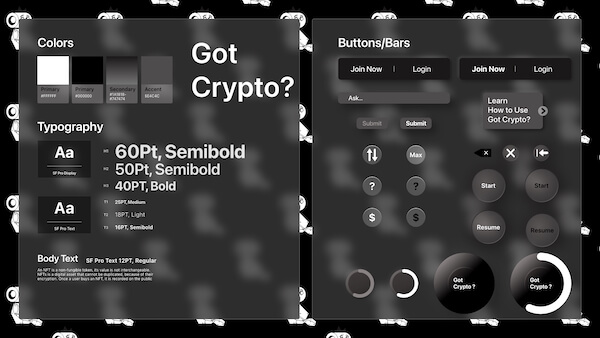 Colors
Got
Crypto?
Primary
#FFFFFF
Primary
#000000
Secondary
Accent
Typography
Aa
SF Pro Display
H1 60Pt, Semibold
H2 50Pt, Semibold
H3 40PT, Bold
Aa
SF Pro Text
T1 25PT, Medium
T2 18PT, Light
T3 16PT, Semibold
Body Text SF Pro Text 12PT, Regular
An NFT is a non-fungible token, its value is not interchangeable.
NFTs is a digital asset that cannot be duplicated, because of their
encryption. Once a user buys an NFT, it is recorded on the public
Buttons/Bars
Join Now | Login
Join Now | Login
Ask...
Submit
Submit
Learn
How to Use
Got Crypto?
Max
x
?
?
Start
Start
$
$
Resume
Resume
Got
Crypto ?
Got
Crypto ?